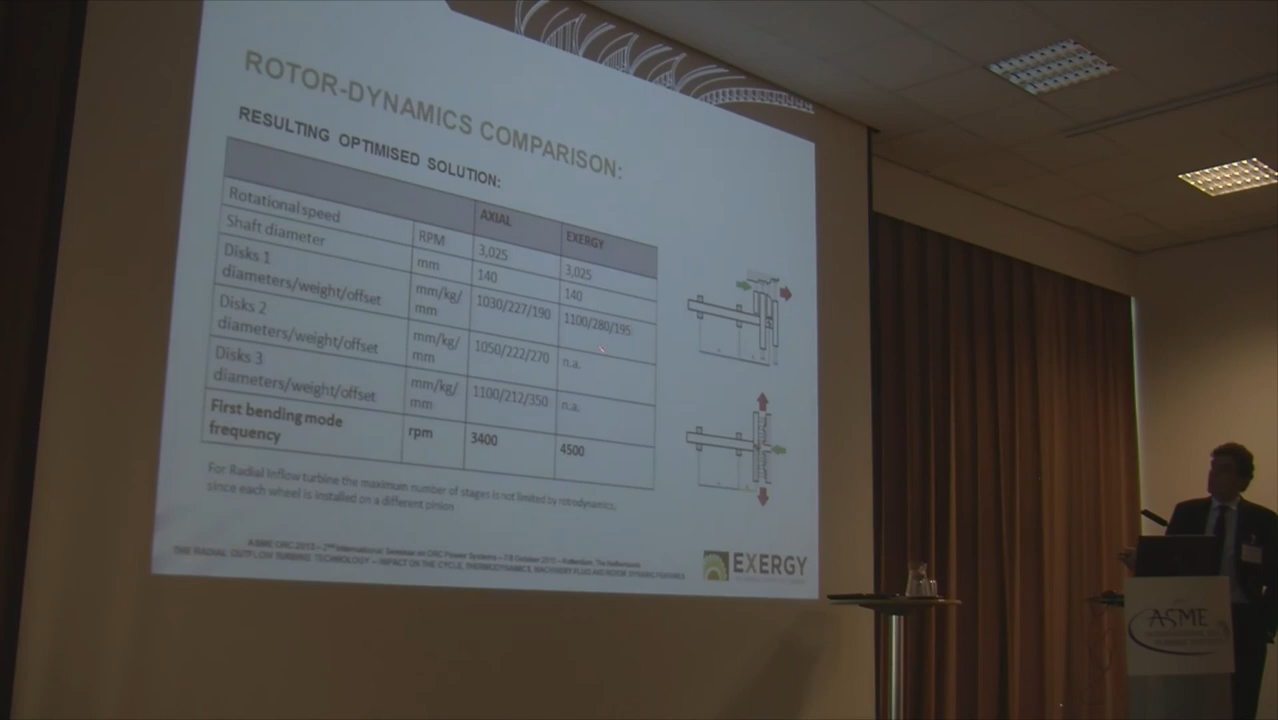 ROTOR-DYNAMICS COMPARISON:
RESULTING OPTIMISED SOLUTION:
AXIAL EXERGY
Rotational speed RPM 3,025 3,025
Shaft diameter mm 140 140
Disks 1
diameters/weight/offset mm/kg/
mm 1030/227/190 1100/280/195
Disks 2
diameters/weight/offset mm/kg/
mm 1050/222/270 n.a.
Disks 3
diameters/weight/offset mm/kg/
mm 1100/212/350 n.a.
First bending mode
frequency rpm 3400 4500
For Radial Inflow turbine the maximum number of stages is not limited by rotrodynamics,
since each wheel is installed on a different pinion
ASME ORC 2013 – 2nd International Seminar on ORC Power Systems – 7-8 October 2013 – Rotterdam, The Netherlands
THE RADIAL OUTFLOW TURBINE TECHNOLOGY – IMPACT ON THE CYCLE, THERMODYNAMICS, MACHINERY FLUID AND ROTOR DYNAMIC FEATURES
EXERGY
ASME